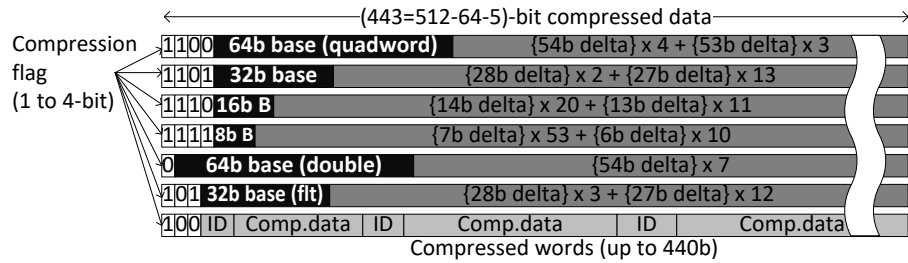 (443=512-64-5)-bit compressed data
Compression
flag
(1 to 4-bit)
1100 64b base (quadword) {54b delta} x 4 + {53b delta} x 3
1101 32b base {28b delta} x 2 + {27b delta} x 13
1110 16b B {14b delta} x 20 + {13b delta} x 11
1111 8b B {7b delta} x 53 + {6b delta} x 10
0 64b base (double) {54b delta} x 7
101 32b base (flt) {28b delta} x 3 + {27b delta} x 12
100 ID Comp.data ID Comp.data ID Comp.data
Compressed words (up to 440b)